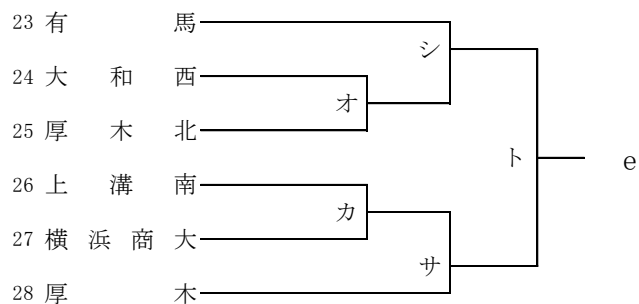 23 有馬
シ
24 大和西
オ
25 厚木北
ト e
26 上溝南
カ
27 横浜商大
サ
28 厚木